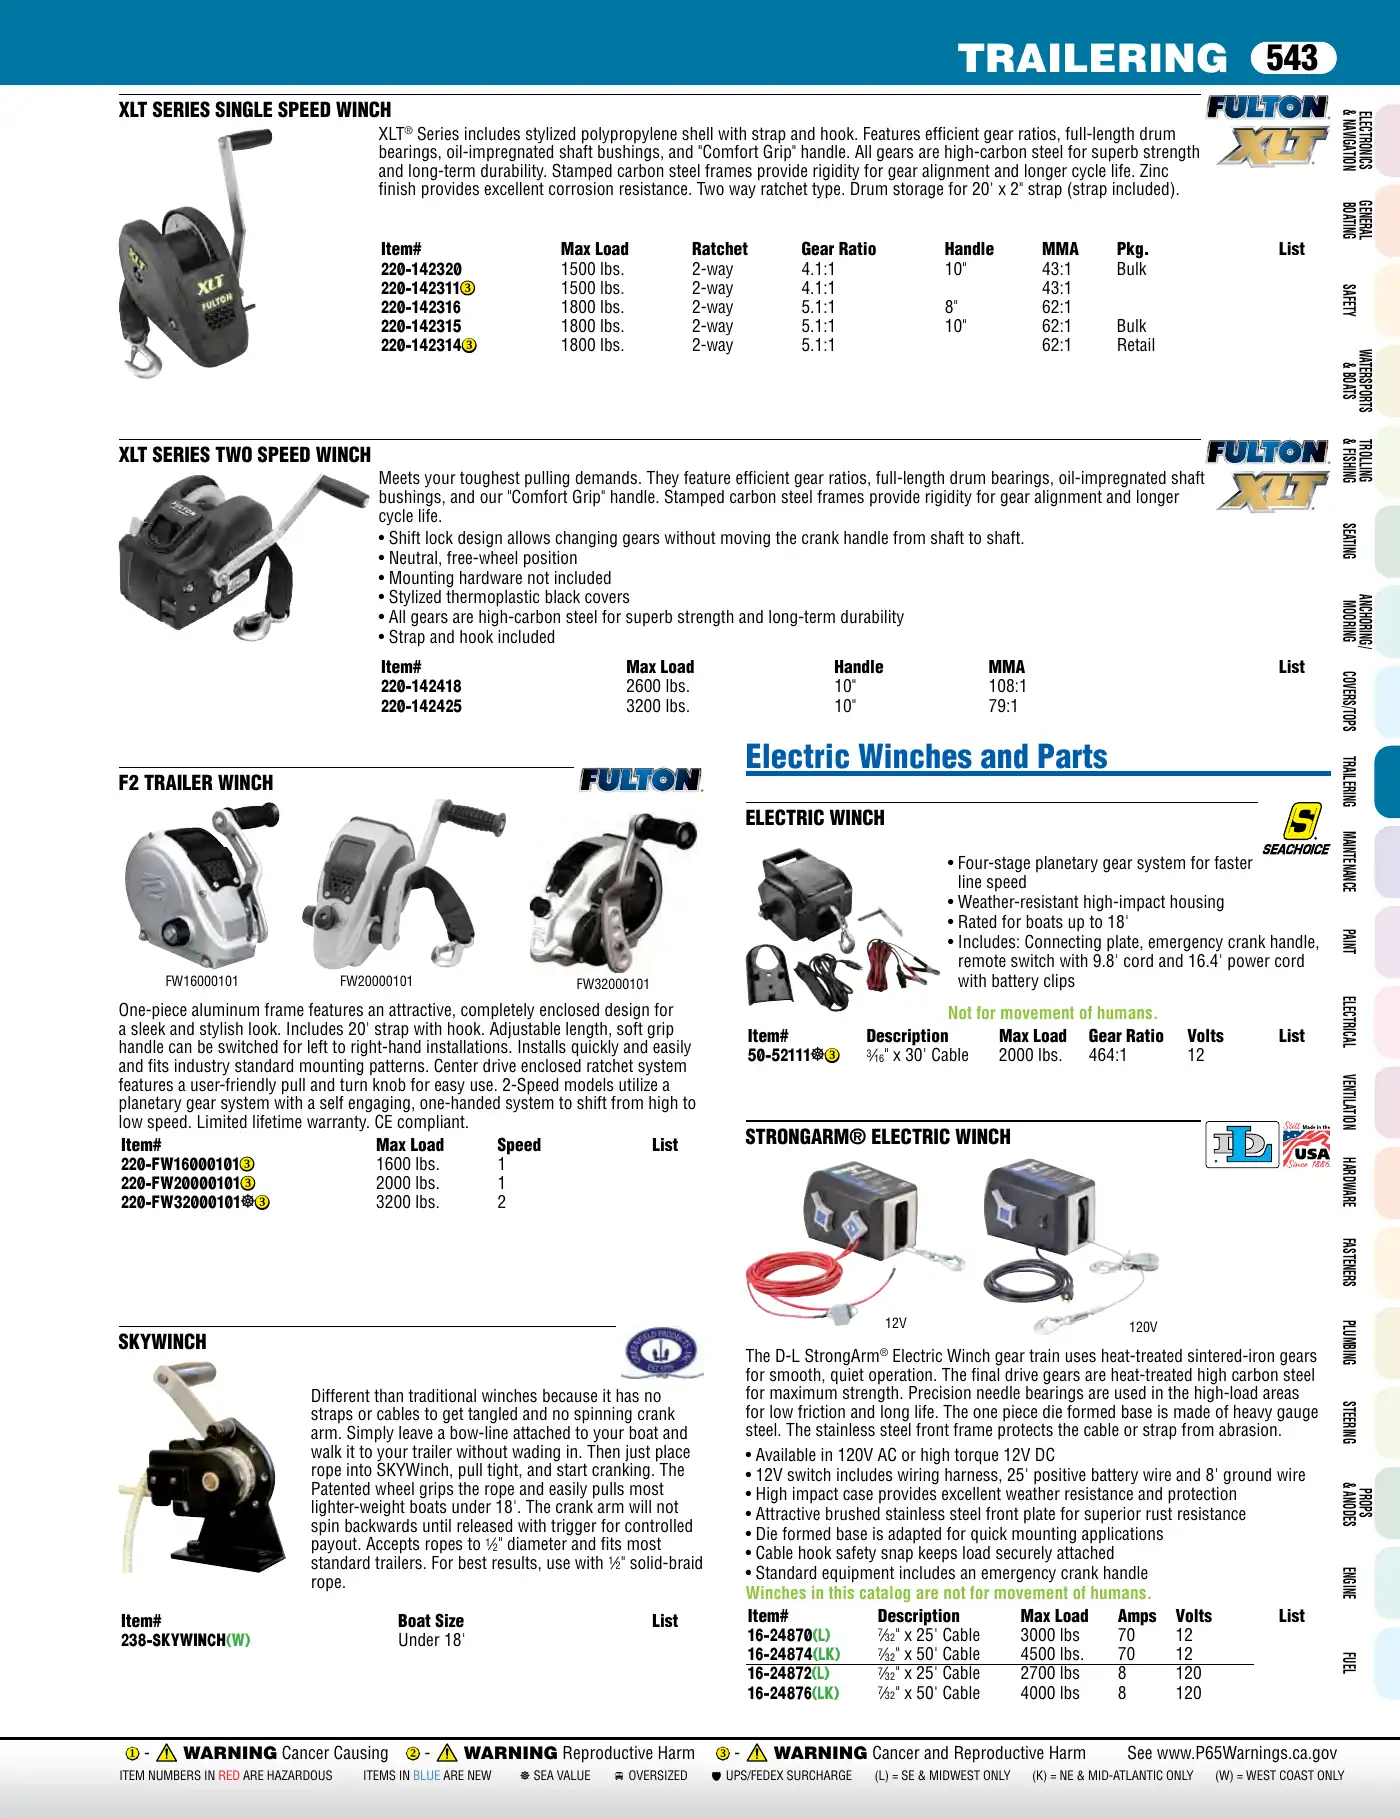 TRAILERING 543
XLT SERIES SINGLE SPEED WINCH
FULTON
XLT
XLT® Series includes stylized polypropylene shell with strap and hook. Features efficient gear ratios, full-length drum
bearings, oil-impregnated shaft bushings, and "Comfort Grip" handle. All gears are high-carbon steel for superb strength
and long-term durability. Stamped carbon steel frames provide rigidity for gear alignment and longer cycle life. Zinc
finish provides excellent corrosion resistance. Two way ratchet type. Drum storage for 20' x 2" strap (strap included).
Item# Max Load Ratchet Gear Ratio Handle MMA Pkg. List
220-142320 1500 lbs. 2-way 4.1:1 10" 43:1 Bulk
220-142311③ 1500 lbs. 2-way 4.1:1 43:1
220-142316 1800 lbs. 2-way 5.1:1 8" 62:1
220-142315 1800 lbs. 2-way 5.1:1 10" 62:1 Bulk
220-142314③ 1800 lbs. 2-way 5.1:1 62:1 Retail
XLT SERIES TWO SPEED WINCH
FULTON
XLT
Meets your toughest pulling demands. They feature efficient gear ratios, full-length drum bearings, oil-impregnated shaft
bushings, and our "Comfort Grip" handle. Stamped carbon steel frames provide rigidity for gear alignment and longer
cycle life.
• Shift lock design allows changing gears without moving the crank handle from shaft to shaft.
• Neutral, free-wheel position
• Mounting hardware not included
• Stylized thermoplastic black covers
• All gears are high-carbon steel for superb strength and long-term durability
• Strap and hook included
Item# Max Load Handle MMA List
220-142418 2600 lbs. 10" 108:1
220-142425 3200 lbs. 10" 79:1
F2 TRAILER WINCH
FULTON
FW16000101 FW20000101 FW32000101
One-piece aluminum frame features an attractive, completely enclosed design for
a sleek and stylish look. Includes 20' strap with hook. Adjustable length, soft grip
handle can be switched for left to right-hand installations. Installs quickly and easily
and fits industry standard mounting patterns. Center drive enclosed ratchet system
features a user-friendly pull and turn knob for easy use. 2-Speed models utilize a
planetary gear system with a self engaging, one-handed system to shift from high to
low speed. Limited lifetime warranty. CE compliant.
Item# Max Load Speed List
220-FW16000101③ 1600 lbs. 1
220-FW20000101③ 2000 lbs. 1
220-FW32000101③ 3200 lbs. 2
SKYWINCH
GREENFIELD PRODUCTS, INC.
Different than traditional winches because it has no
straps or cables to get tangled and no spinning crank
arm. Simply leave a bow-line attached to your boat and
walk it to your trailer without wading in. Then just place
rope into SKYWinch, pull tight, and start cranking. The
Patented wheel grips the rope and easily pulls most
lighter-weight boats under 18'. The crank arm will not
spin backwards until released with trigger for controlled
payout. Accepts ropes to ½" diameter and fits most
standard trailers. For best results, use with ½" solid-braid
rope.
Item# Boat Size List
238-SKYWINCH(W) Under 18'
Electric Winches and Parts
ELECTRIC WINCH
S
SEACHOICE
• Four-stage planetary gear system for faster
line speed
• Weather-resistant high-impact housing
• Rated for boats up to 18'
• Includes: Connecting plate, emergency crank handle,
remote switch with 9.8' cord and 16.4' power cord
with battery clips
Not for movement of humans.
Item# Description Max Load Gear Ratio Volts List
50-52111③ 3⁄16" x 30' Cable 2000 lbs. 464:1 12
STRONGARM® ELECTRIC WINCH
DL
Still Made in the
USA
Since 1886.
12V
120V
The D-L StrongArm® Electric Winch gear train uses heat-treated sintered-iron gears
for smooth, quiet operation. The final drive gears are heat-treated high carbon steel
for maximum strength. Precision needle bearings are used in the high-load areas
for low friction and long life. The one piece die formed base is made of heavy gauge
steel. The stainless steel front frame protects the cable or strap from abrasion.
• Available in 120V AC or high torque 12V DC
• 12V switch includes wiring harness, 25' positive battery wire and 8' ground wire
• High impact case provides excellent weather resistance and protection
• Attractive brushed stainless steel front plate for superior rust resistance
• Die formed base is adapted for quick mounting applications
• Cable hook safety snap keeps load securely attached
• Standard equipment includes an emergency crank handle
Winches in this catalog are not for movement of humans.
Item# Description Max Load Amps Volts List
16-24870(L) 7⁄32" x 25' Cable 3000 lbs 70 12
16-24874(LK) 7⁄32" x 50' Cable 4500 lbs. 70 12
16-24872(L) 7⁄32" x 25' Cable 2700 lbs 8 120
16-24876(LK) 7⁄32" x 50' Cable 4000 lbs 8 120
ELECTRONICS
& NAVIGATION
GENERAL
BOATING
SAFETY
WATERSPORTS
& BOATS
TROLLING
& FISHING
SEATING
ANCHORING/
MOORING
COVERS/TOPS
TRAILERING
MAINTENANCE
PAINT
ELECTRICAL
VENTILATION
HARDWARE
FASTENERS
PLUMBING
STEERING
PROPS
& ANODES
ENGINE
FUEL
① - WARNING Cancer Causing ② - WARNING Reproductive Harm ③ - WARNING Cancer and Reproductive Harm See www.P65Warnings.ca.gov
ITEM NUMBERS IN RED ARE HAZARDOUS ITEMS IN BLUE ARE NEW SEA VALUE OVERSIZED UPS/FEDEX SURCHARGE (L) = SE & MIDWEST ONLY (K) = NE & MID-ATLANTIC ONLY (W) = WEST COAST ONLY